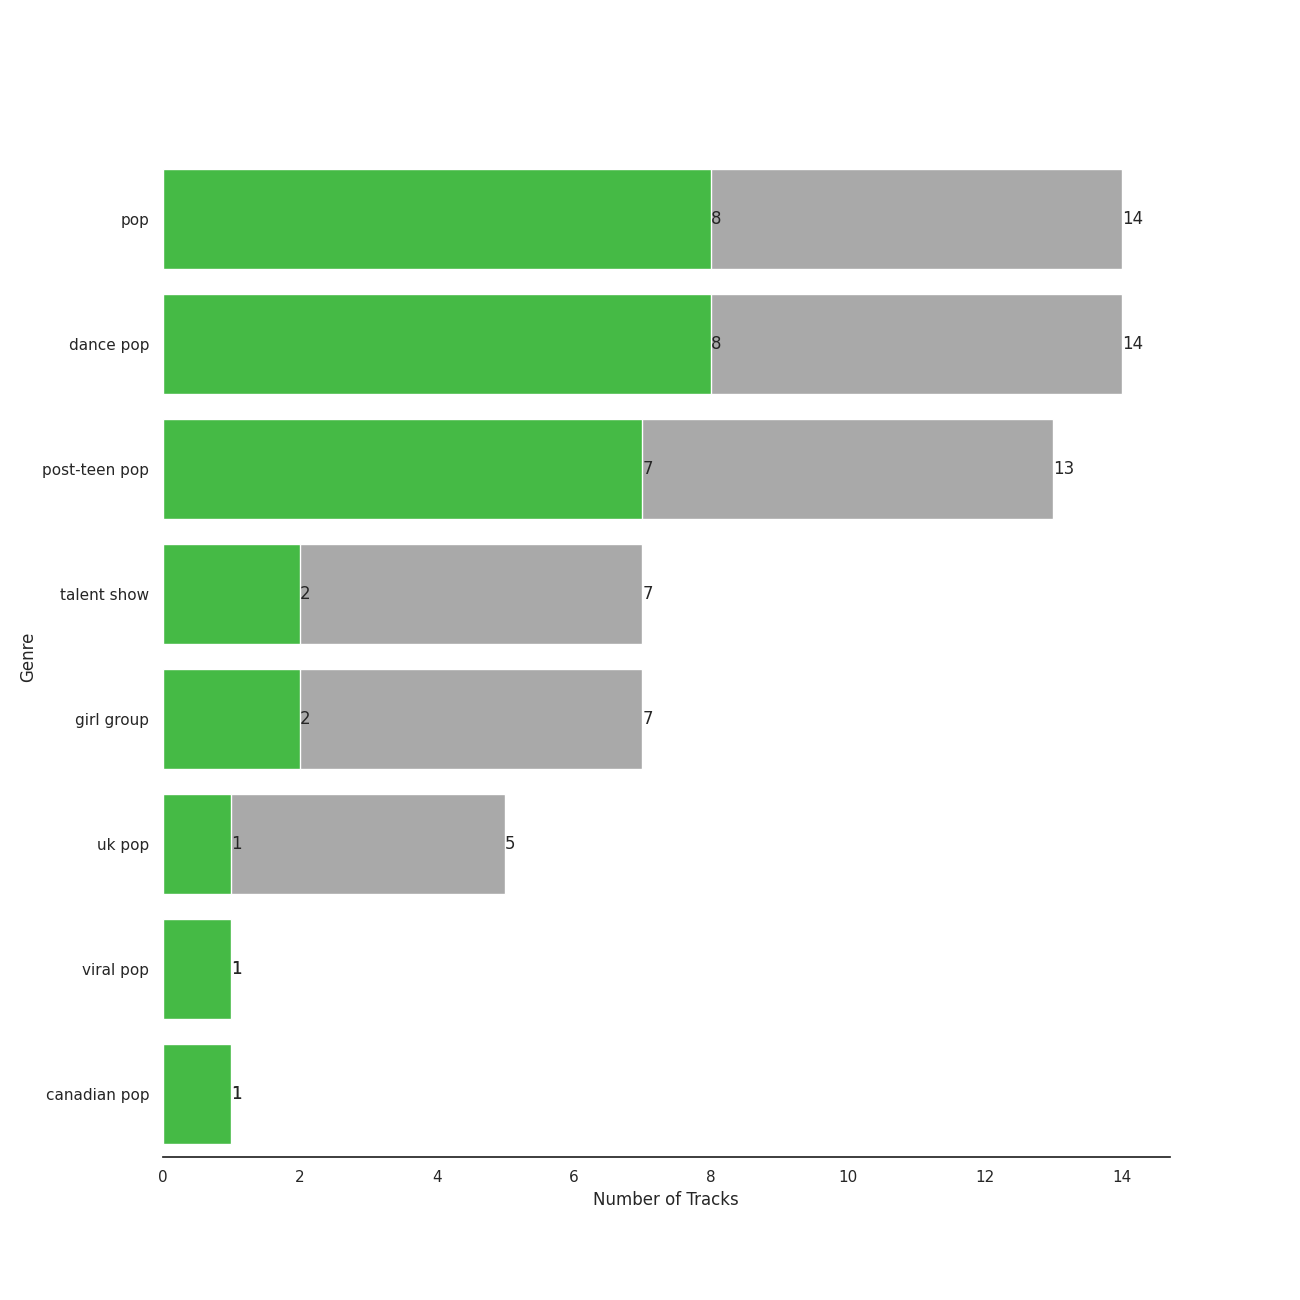 pop 8 14
dance pop 8 14
post-teen pop 7 13
talent show 2 7
girl group 2 7
uk pop 1 5
viral pop 1
canadian pop 1
Genre
0 2 4 6 8 10 12 14
Number of Tracks